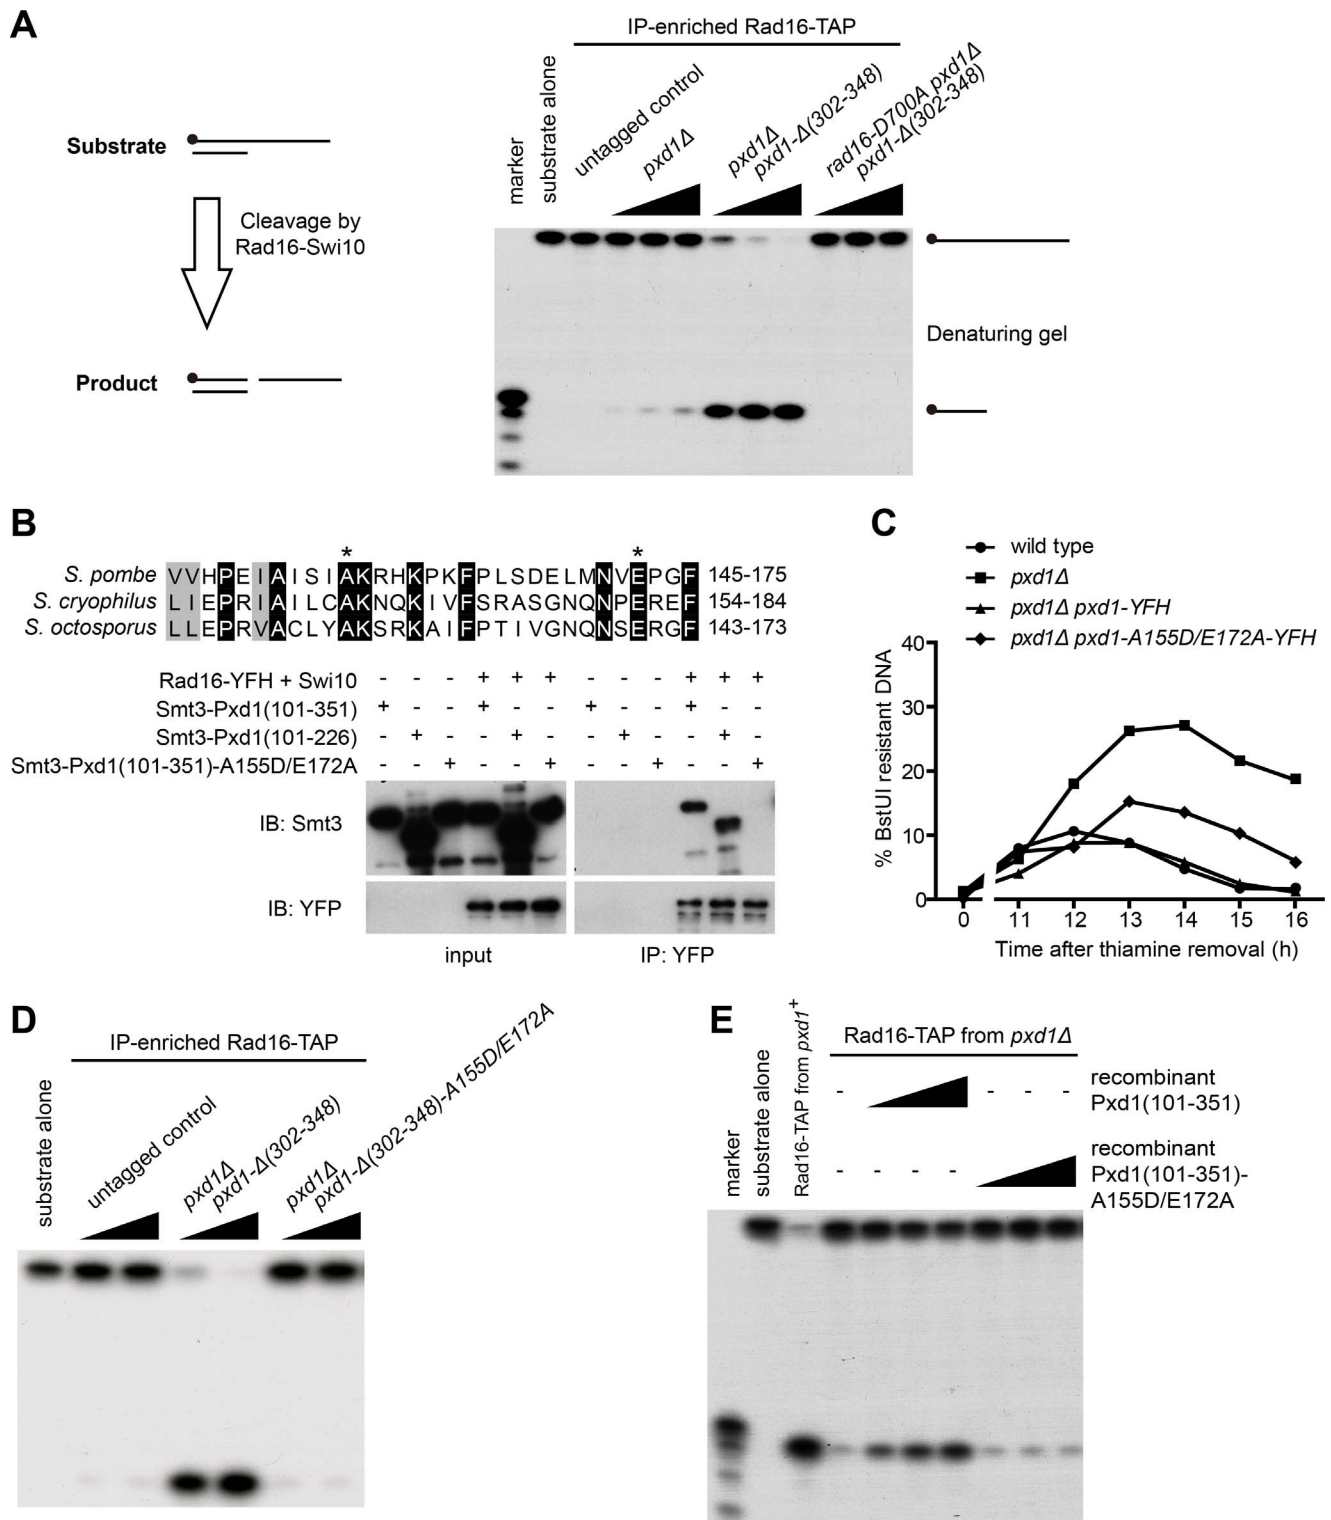 A
IP-enriched Rad16-TAP
marker
substrate alone
untagged control
pxd1Δ
pxd1Δ
pxd1-Δ(302-348)
rad16-D700A pxd1Δ
pxd1-Δ(302-348)
Substrate
Cleavage by
Rad16-Swi10
Product
Denaturing gel
B
* *
S. pombe VVHPEIAISIAKRHKPKFPLSDELMNVEPGF 145-175
S. cryophilus LIEPRIAILCAKNQKIVFSRASGNQNPEREF 154-184
S. octosporus LLEPRVACLYAKSRKAIFPTIVGNQNSERGF 143-173
Rad16-YFH + Swi10 - - - + + + - - - + + +
Smt3-Pxd1(101-351) + - - + - - + - - + - -
Smt3-Pxd1(101-226) - + - - + - - + - - + -
Smt3-Pxd1(101-351)-A155D/E172A - - + - - + - - + - - +
IB: Smt3
IB: YFP
input
IP: YFP
C
wild type
pxd1Δ
pxd1Δ pxd1-YFH
pxd1Δ pxd1-A155D/E172A-YFH
% BstUI resistant DNA
40
30
20
10
0
0 11 12 13 14 15 16
Time after thiamine removal (h)
D
IP-enriched Rad16-TAP
substrate alone
untagged control
pxd1Δ
pxd1-Δ(302-348)
pxd1Δ
pxd1-Δ(302-348)-A155D/E172A
E
marker
substrate alone
Rad16-TAP from pxd1+
Rad16-TAP from pxd1Δ
- - - - recombinant
Pxd1(101-351)
- - - - recombinant
Pxd1(101-351)-
A155D/E172A